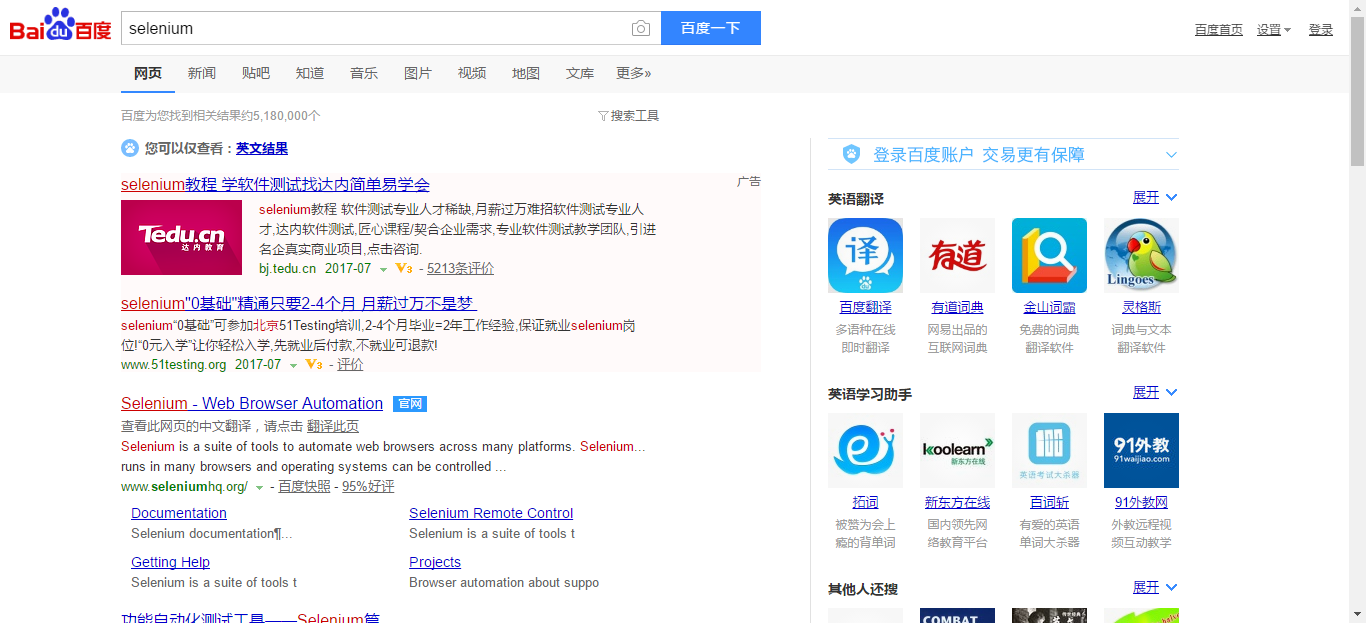 Bai du 百度
selenium
百度一下
百度首页 设置 登录
网页 新闻 贴吧 知道 音乐 图片 视频 地图 文库 更多»
百度为您找到相关结果约5,180,000个
搜索工具
您可以仅查看：英文结果
selenium教程 学软件测试找达内简单易学会
广告
Tedu.cn
达内教育
selenium教程 软件测试专业人才稀缺,月薪过万难招软件测试专业人
才,达内软件测试,匠心课程/契合企业需求,专业软件测试教学团队,引进
名企真实商业项目,点击咨询.
bj.tedu.cn 2017-07 V3 - 5213条评价
selenium"0基础"精通只要2-4个月 月薪过万不是梦
selenium“0基础”可参加北京51Testing培训,2-4个月毕业=2年工作经验,保证就业selenium岗
位!“0元入学”让你轻松入学,先就业后付款,不就业可退款!
www.51testing.org 2017-07 V3 - 评价
Selenium - Web Browser Automation 官网
查看此网页的中文翻译，请点击 翻译此页
Selenium is a suite of tools to automate web browsers across many platforms. Selenium...
runs in many browsers and operating systems can be controlled ...
www.seleniumhq.org/ - 百度快照 - 95%好评
Documentation
Selenium documentation¶...
Selenium Remote Control
Selenium is a suite of tools t
Getting Help
Selenium is a suite of tools t
Projects
Browser automation about suppo
功能自动化测试工具——Selenium篇
登录百度账户 交易更有保障
英语翻译 展开
译
有道
Lingoes
百度翻译 有道词典 金山词霸 灵格斯
多语种在线 网易出品的 免费的词典 词典与文本
即时翻译 互联网词典 翻译软件 翻译软件
英语学习助手 展开
koolearn
新东方在线
英语考试大杀器
91外教
91waijiao.com
拓词 新东方在线 百词斩 91外教网
被赞为会上 国内领先网 有爱的英语 外教远程视
瘾的背单词 络教育平台 单词大杀器 频互动教学
其他人还搜 展开
COMBAT